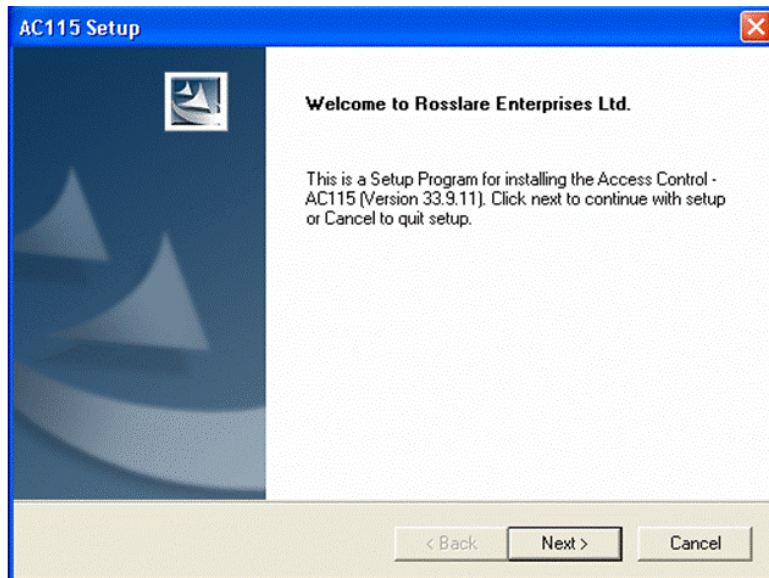 AC115 Setup
Welcome to Rosslare Enterprises Ltd.
This is a Setup Program for installing the Access Control -
AC115 (Version 33.9.11). Click next to continue with setup
or Cancel to quit setup.
< Back
Next >
Cancel